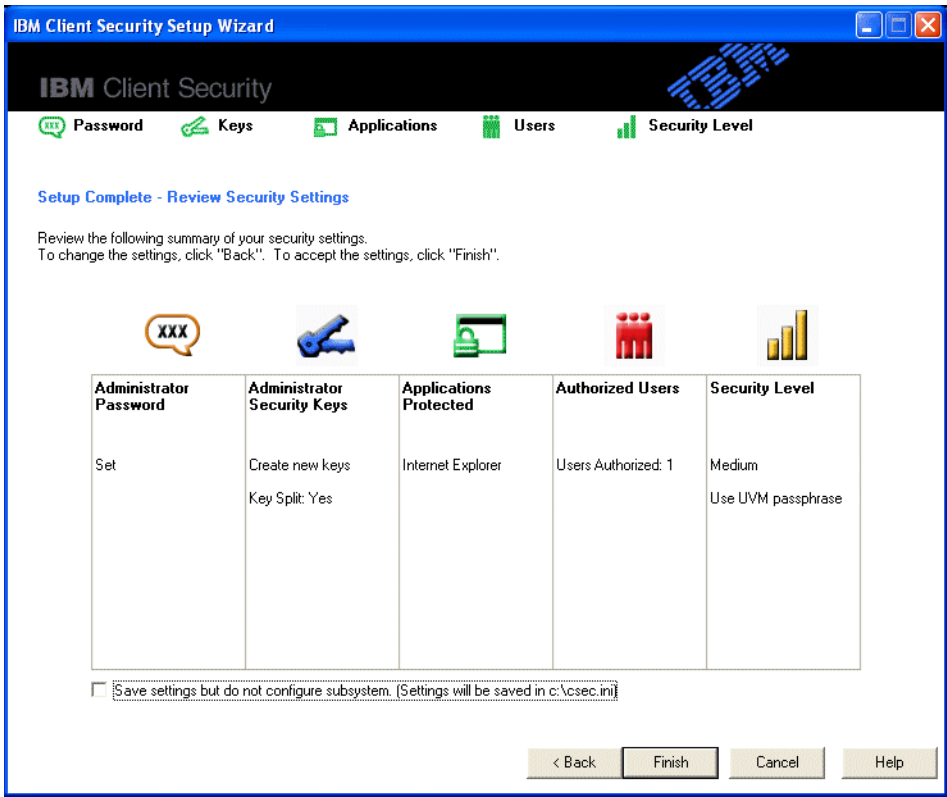 IBM Client Security Setup Wizard
IBM Client Security
IBM
XXX Password Keys Applications Users Security Level
Setup Complete - Review Security Settings
Review the following summary of your security settings.
To change the settings, click "Back". To accept the settings, click "Finish".
XXX
Administrator Password
Administrator Security Keys
Applications Protected
Authorized Users
Security Level
Set
Create new keys
Internet Explorer
Users Authorized: 1
Medium
Key Split: Yes
Use UVM passphrase
Save settings but do not configure subsystem. (Settings will be saved in c:\csec.ini)
< Back Finish Cancel Help